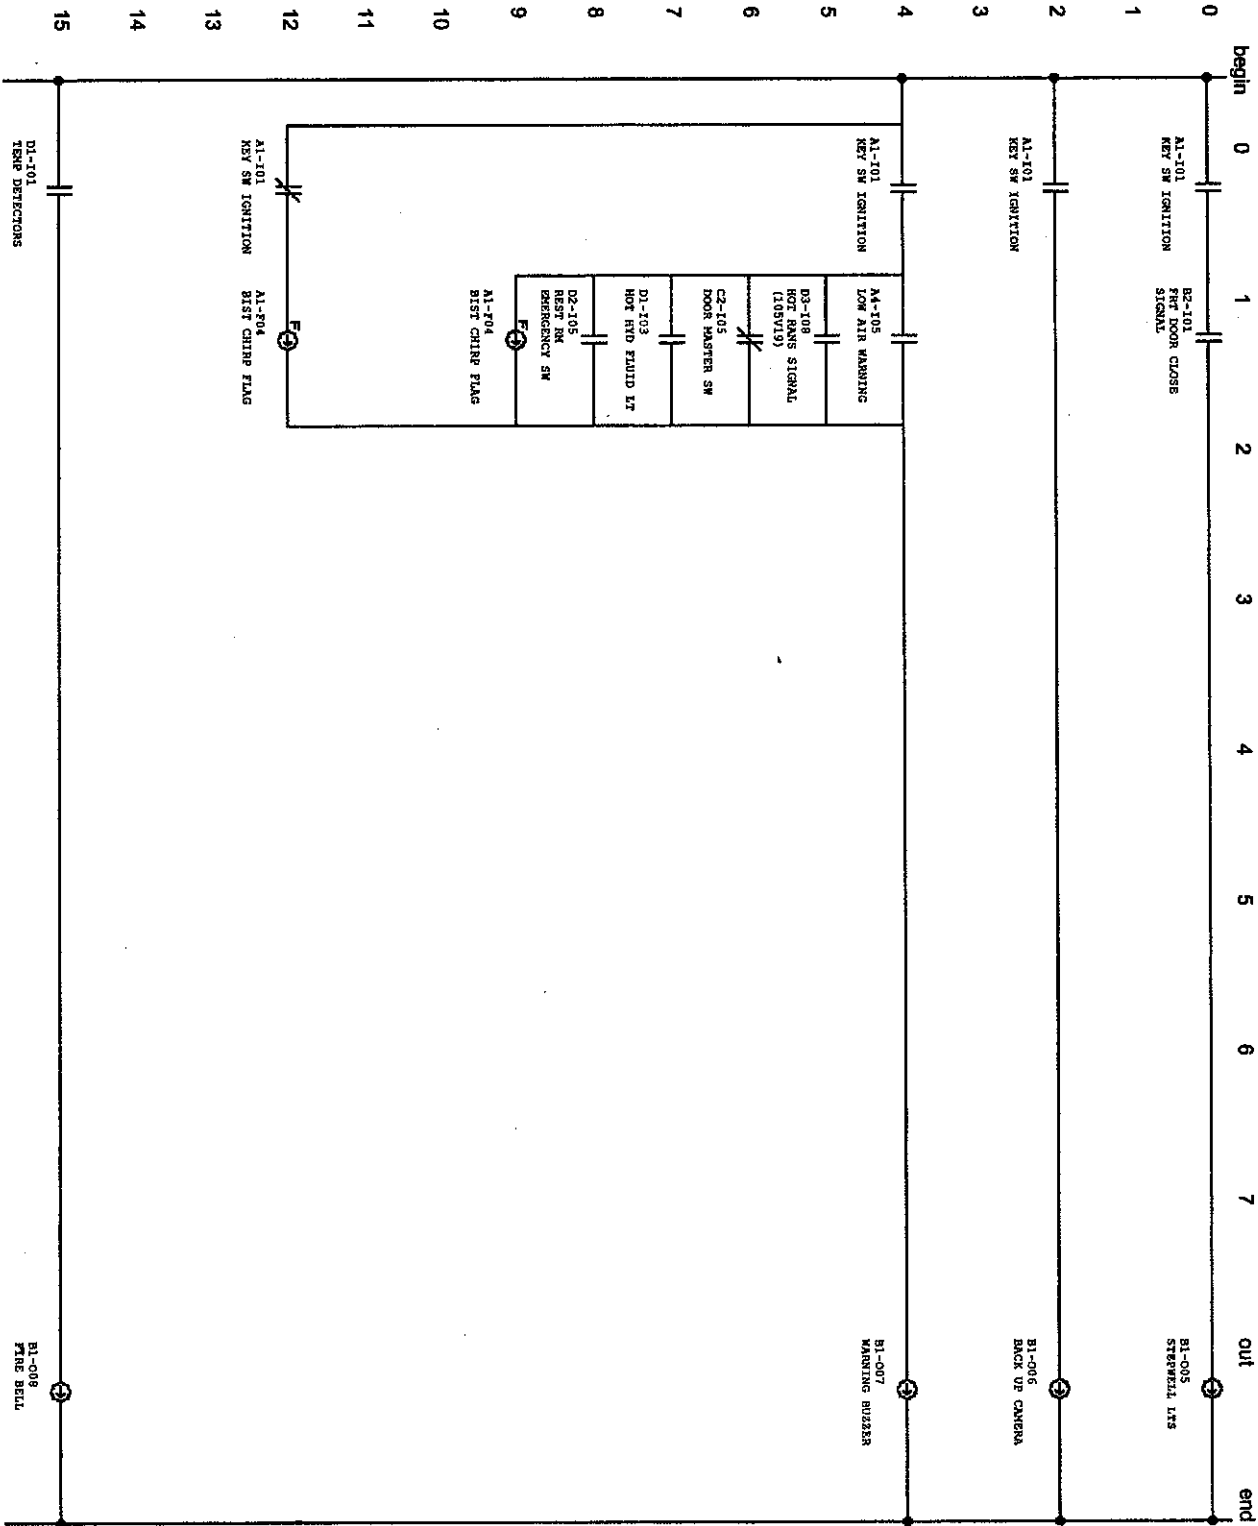 begin 0 1 2 3 4 5 6 7 out end
0
A1-I01
KEY SW IGNITION
B2-I01
FRT DOOR CLOSE
SIGNAL
B1-O05
STEPWELL LTS
1
2
A1-I01
KEY SW IGNITION
B1-O06
BACK UP CAMERA
3
4
A1-I01
KEY SW IGNITION
A4-I05
LOW AIR WARNING
B1-O07
WARNING BUZZER
5
D3-I08
HOT RANS SIGNAL
(105V19)
6
C2-I05
DOOR MASTER SW
7
D1-I03
HOT HYD FLUID LT
8
D2-I05
REST RM
EMERGENCY SW
9
A1-F04
BIST CHIRP FLAG
F
10
11
12
A1-I01
KEY SW IGNITION
A1-F04
BIST CHIRP FLAG
F
13
14
15
D1-I01
TEMP DETECTORS
B1-O08
FIRE BELL